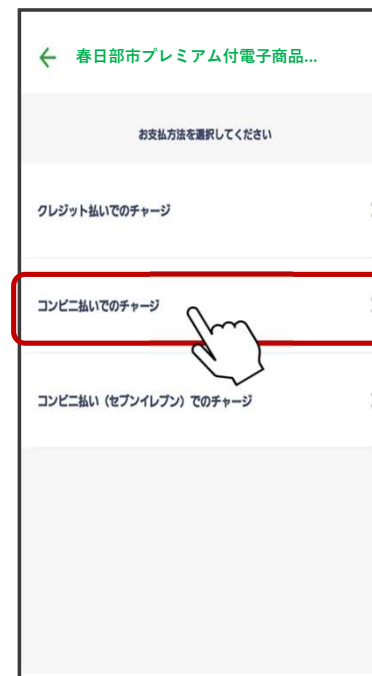 春日部市プレミアム付電子商品...
お支払方法を選択してください
クレジット払いでのチャージ
コンビニ払いでのチャージ
コンビニ払い（セブンイレブン）でのチャージ